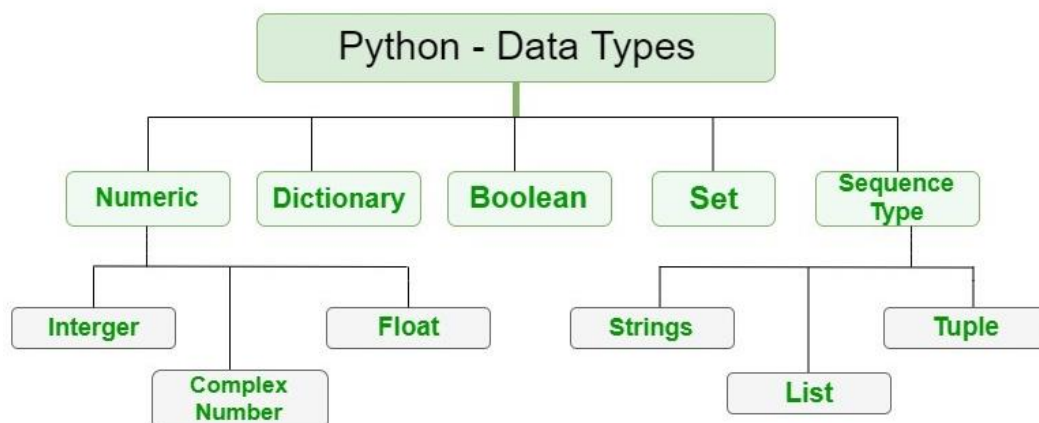 Python - Data Types
Numeric
Dictionary
Boolean
Set
Sequence
Type
Interger
Float
Strings
Tuple
Complex
Number
List